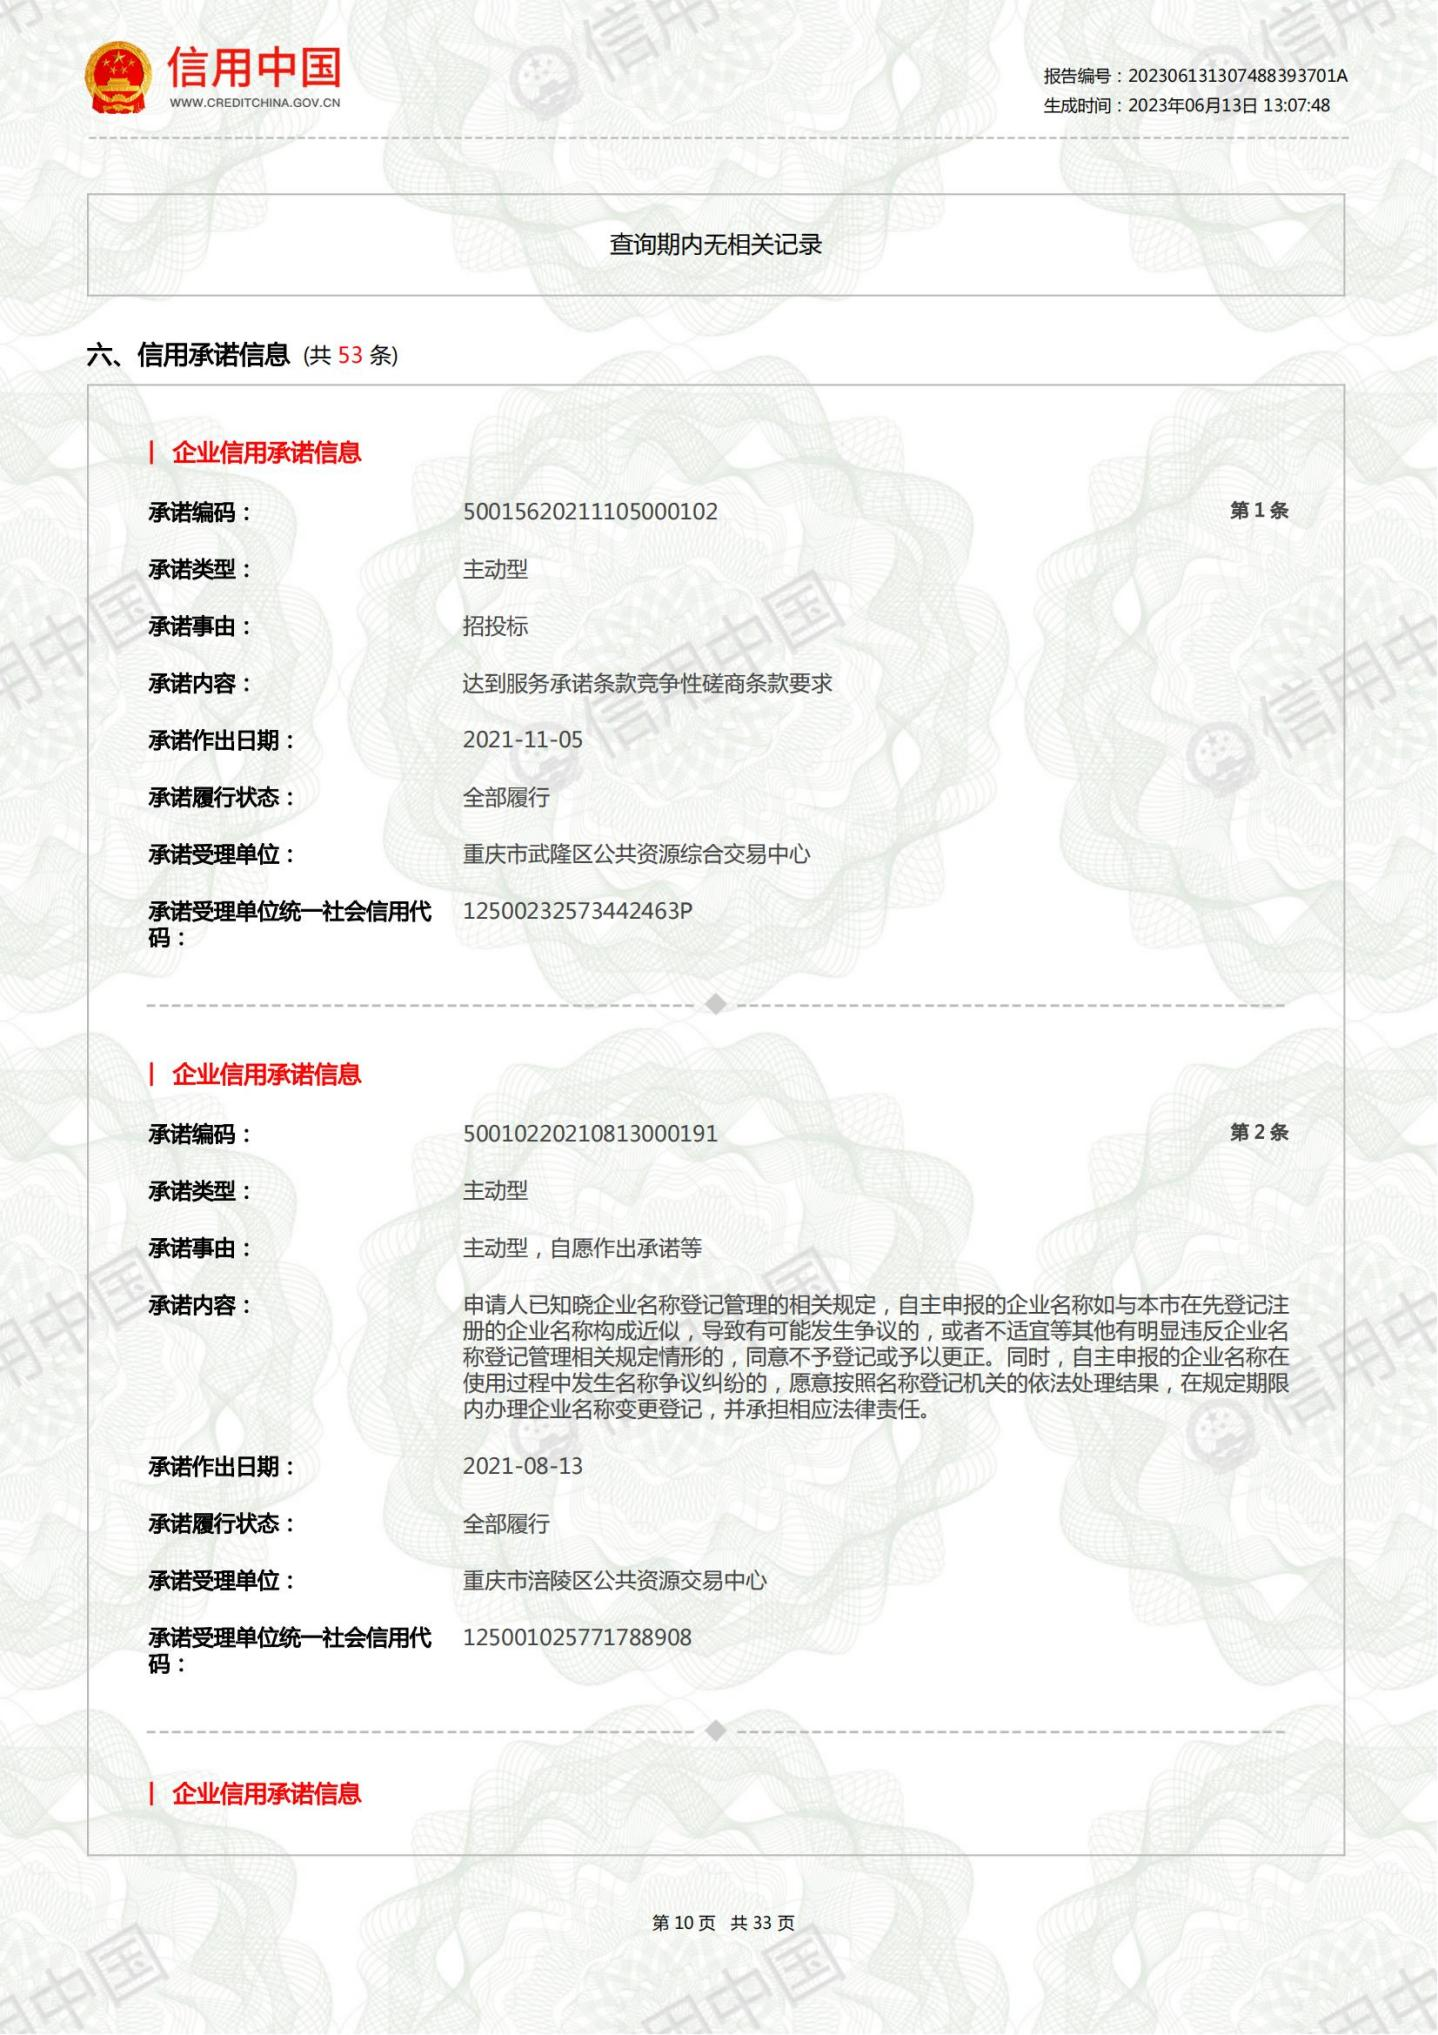 信用中国
WWW.CREDITCHINA.GOV.CN
报告编号：202306131307488393701A
生成时间：2023年06月13日 13:07:48
查询期内无相关记录
六、信用承诺信息 (共 53 条)
| 企业信用承诺信息
承诺编码： 50015620211105000102 第 1 条
承诺类型： 主动型
承诺事由： 招投标
承诺内容： 达到服务承诺条款竞争性磋商条款要求
承诺作出日期： 2021-11-05
承诺履行状态： 全部履行
承诺受理单位： 重庆市武隆区公共资源综合交易中心
承诺受理单位统一社会信用代 12500232573442463P
码：
| 企业信用承诺信息
承诺编码： 50010220210813000191 第 2 条
承诺类型： 主动型
承诺事由： 主动型，自愿作出承诺等
承诺内容： 申请人已知晓企业名称登记管理的相关规定，自主申报的企业名称如与本市在先登记注
册的企业名称构成近似，导致有可能发生争议的，或者不适宜等其他有明显违反企业名
称登记管理相关规定情形的，同意不予登记或予以更正。同时，自主申报的企业名称在
使用过程中发生名称争议纠纷的，愿意按照名称登记机关的依法处理结果，在规定期限
内办理企业名称变更登记，并承担相应法律责任。
承诺作出日期： 2021-08-13
承诺履行状态： 全部履行
承诺受理单位： 重庆市涪陵区公共资源交易中心
承诺受理单位统一社会信用代 125001025771788908
码：
| 企业信用承诺信息
第 10 页 共 33 页